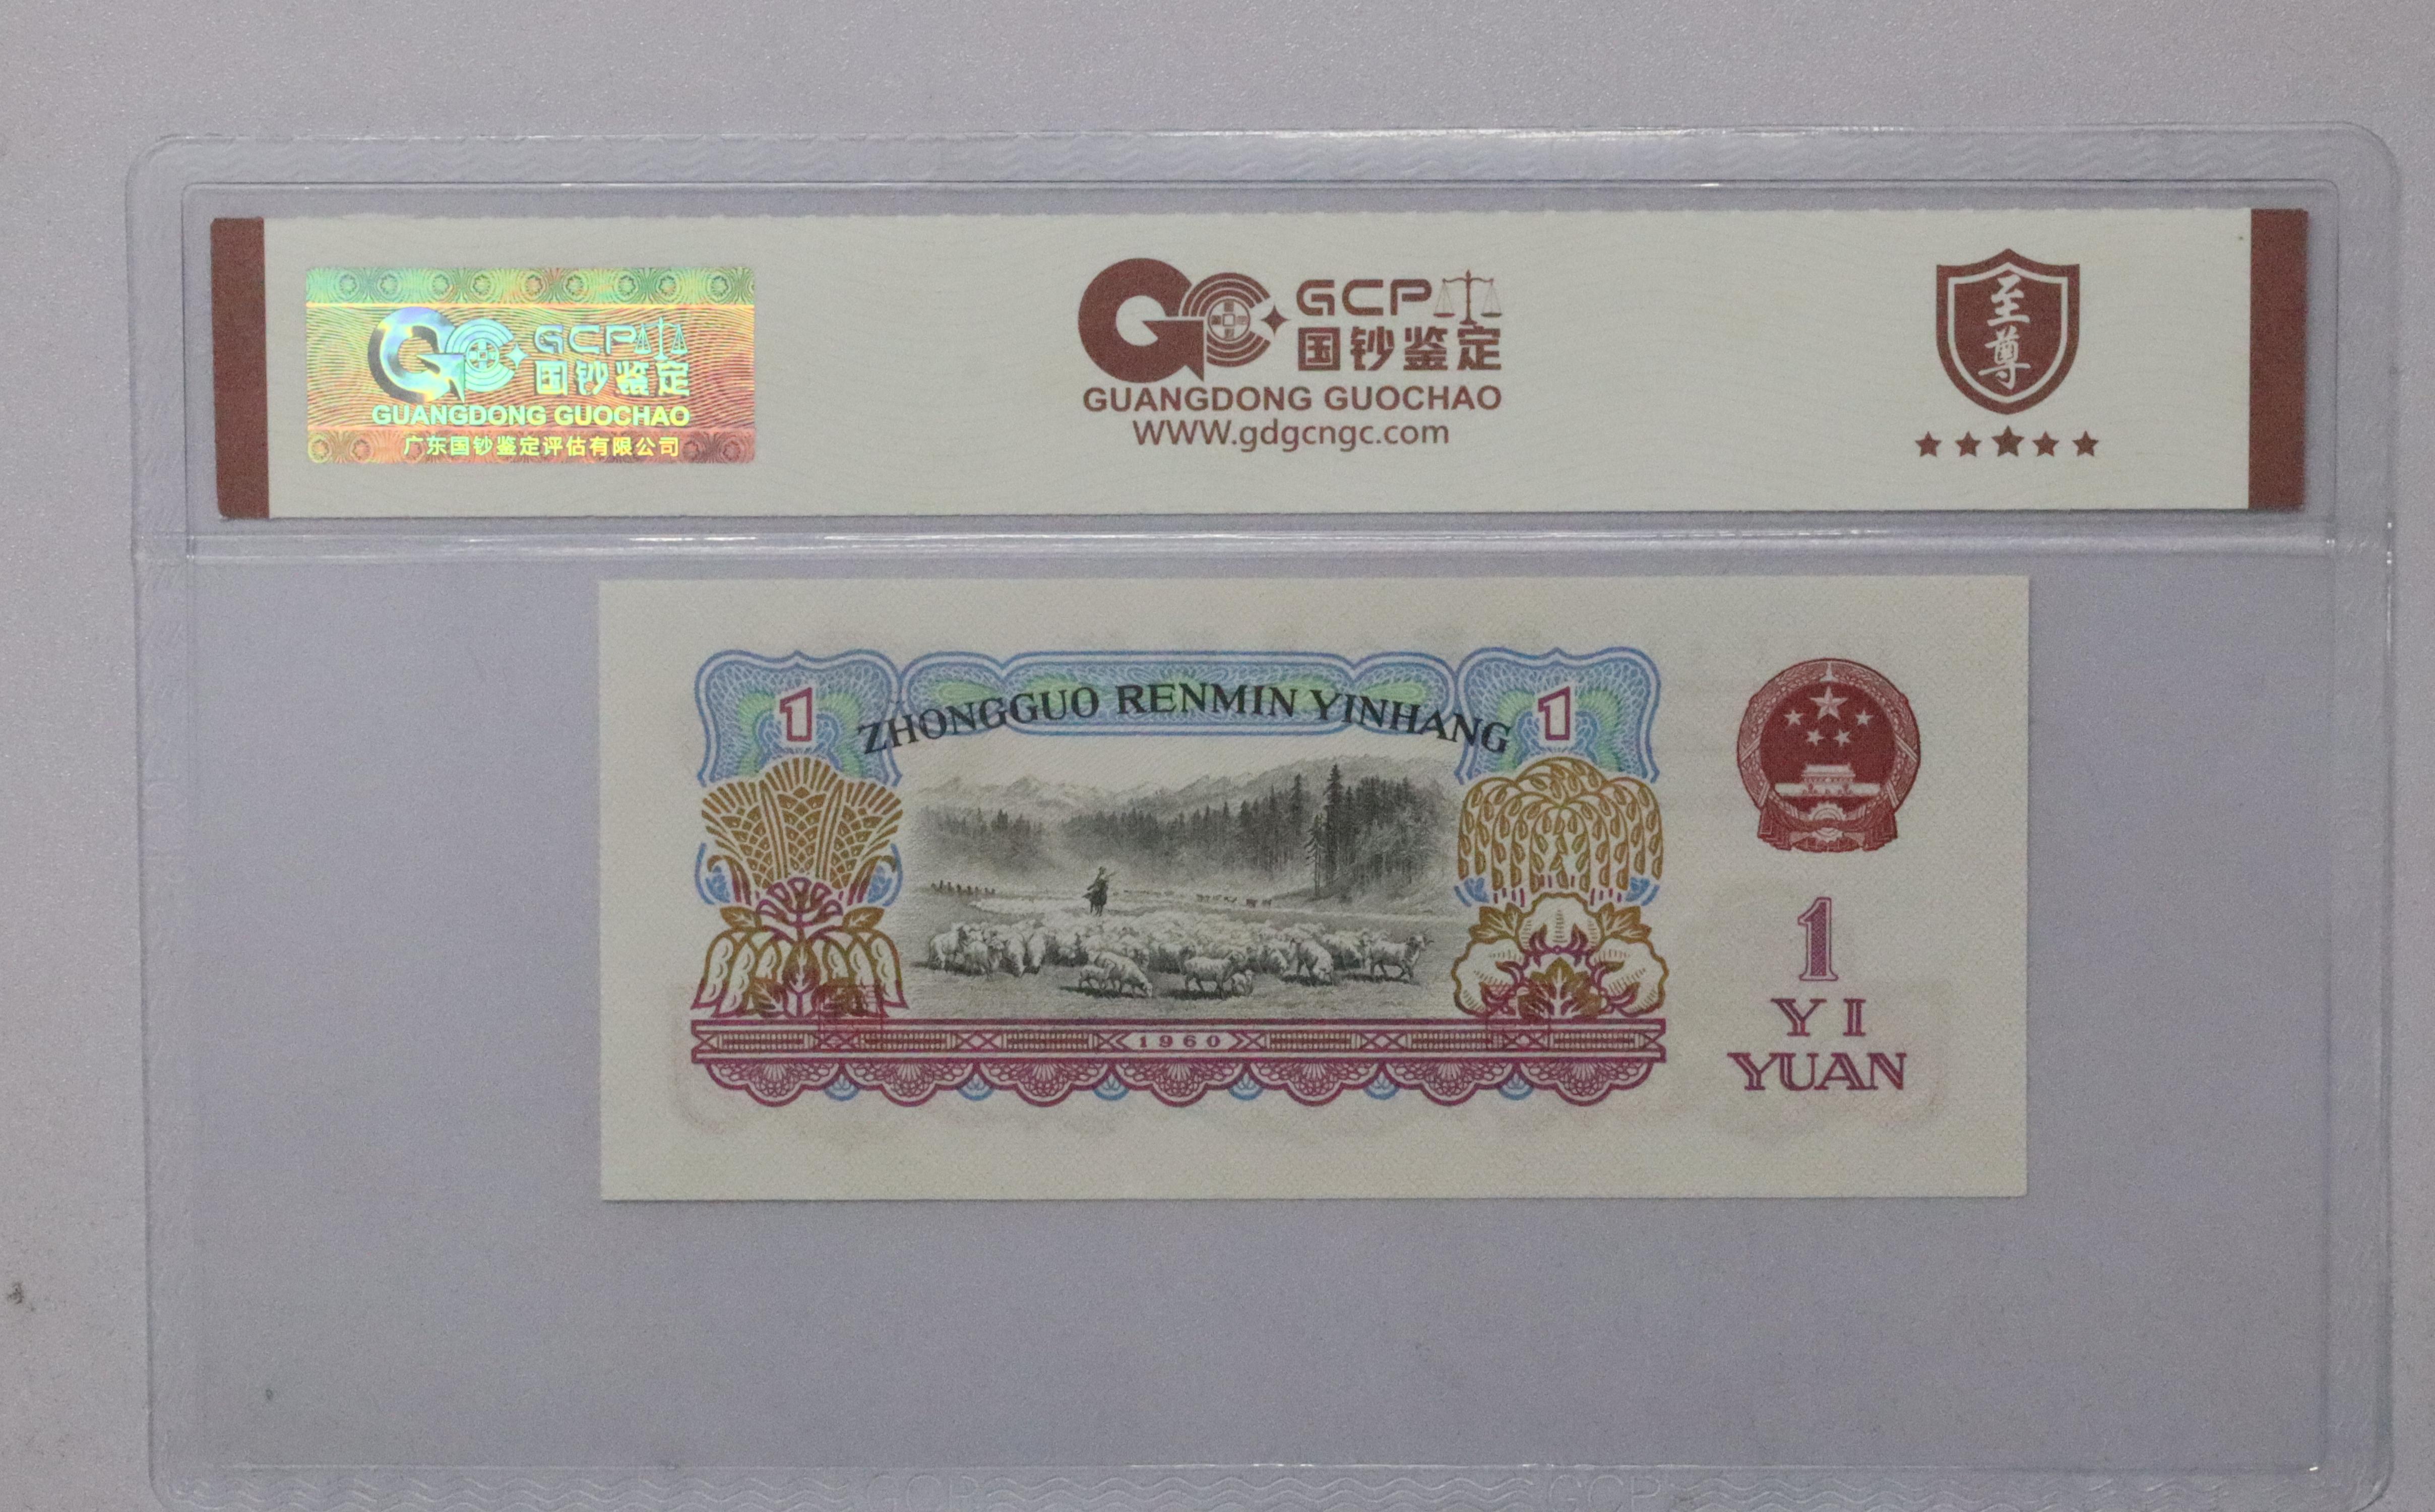 GCP
国钞鉴定
GUANGDONG GUOCHAO
广东国钞鉴定评估有限公司
GCP
国钞鉴定
GUANGDONG GUOCHAO
WWW.gdgcngc.com
至尊
1 ZHONGGUO RENMIN YINHANG 1
1960
1
YI
YUAN
GCP GCP